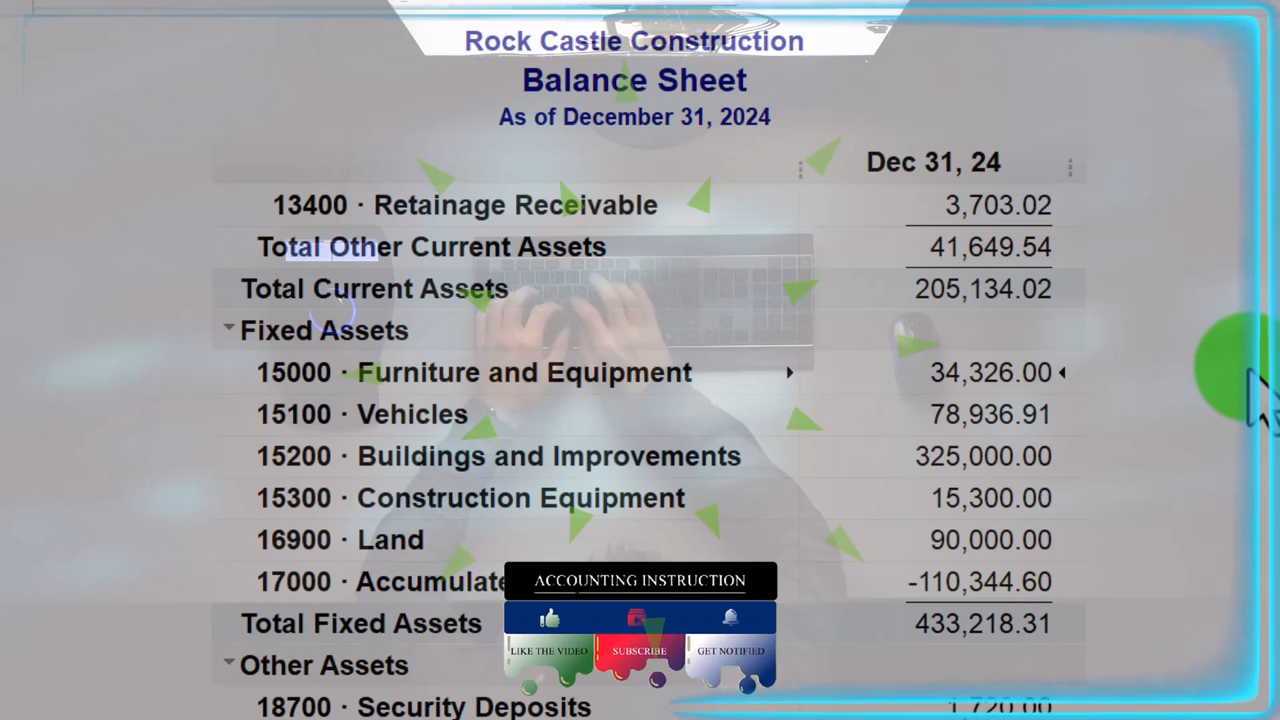 Rock Castle Construction
Balance Sheet
As of December 31, 2024
Dec 31, 24
13400 · Retainage Receivable 3,703.02
Total Other Current Assets 41,649.54
Total Current Assets 205,134.02
Fixed Assets
15000 · Furniture and Equipment 34,326.00
15100 · Vehicles 78,936.91
15200 · Buildings and Improvements 325,000.00
15300 · Construction Equipment 15,300.00
16900 · Land 90,000.00
17000 · Accumulate -110,344.60
Total Fixed Assets 433,218.31
Other Assets
18700 · Security Deposits 1,720.00
ACCOUNTING INSTRUCTION
LIKE THE VIDEO SUBSCRIBE GET NOTIFIED